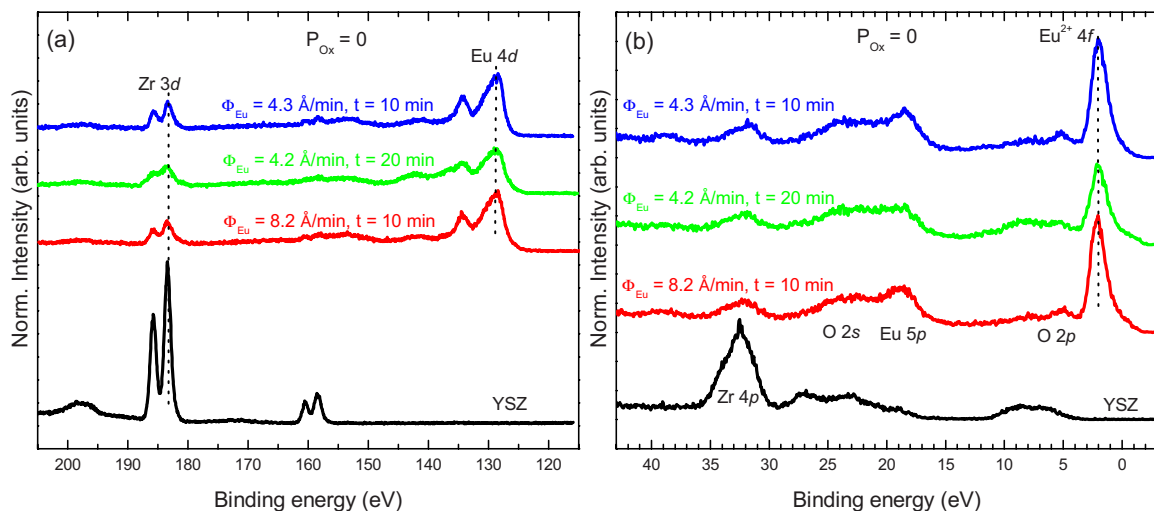 (a)
P_Ox = 0
Eu 4d
Zr 3d
Φ_Eu = 4.3 Å/min, t = 10 min
Φ_Eu = 4.2 Å/min, t = 20 min
Φ_Eu = 8.2 Å/min, t = 10 min
YSZ
Norm. Intensity (arb. units)
200 190 180 170 160 150 140 130 120
Binding energy (eV)
(b)
P_Ox = 0
Eu²⁺ 4f
Φ_Eu = 4.3 Å/min, t = 10 min
Φ_Eu = 4.2 Å/min, t = 20 min
Φ_Eu = 8.2 Å/min, t = 10 min
O 2s Eu 5p O 2p
Zr 4p
YSZ
Norm. Intensity (arb. units)
40 35 30 25 20 15 10 5 0
Binding energy (eV)